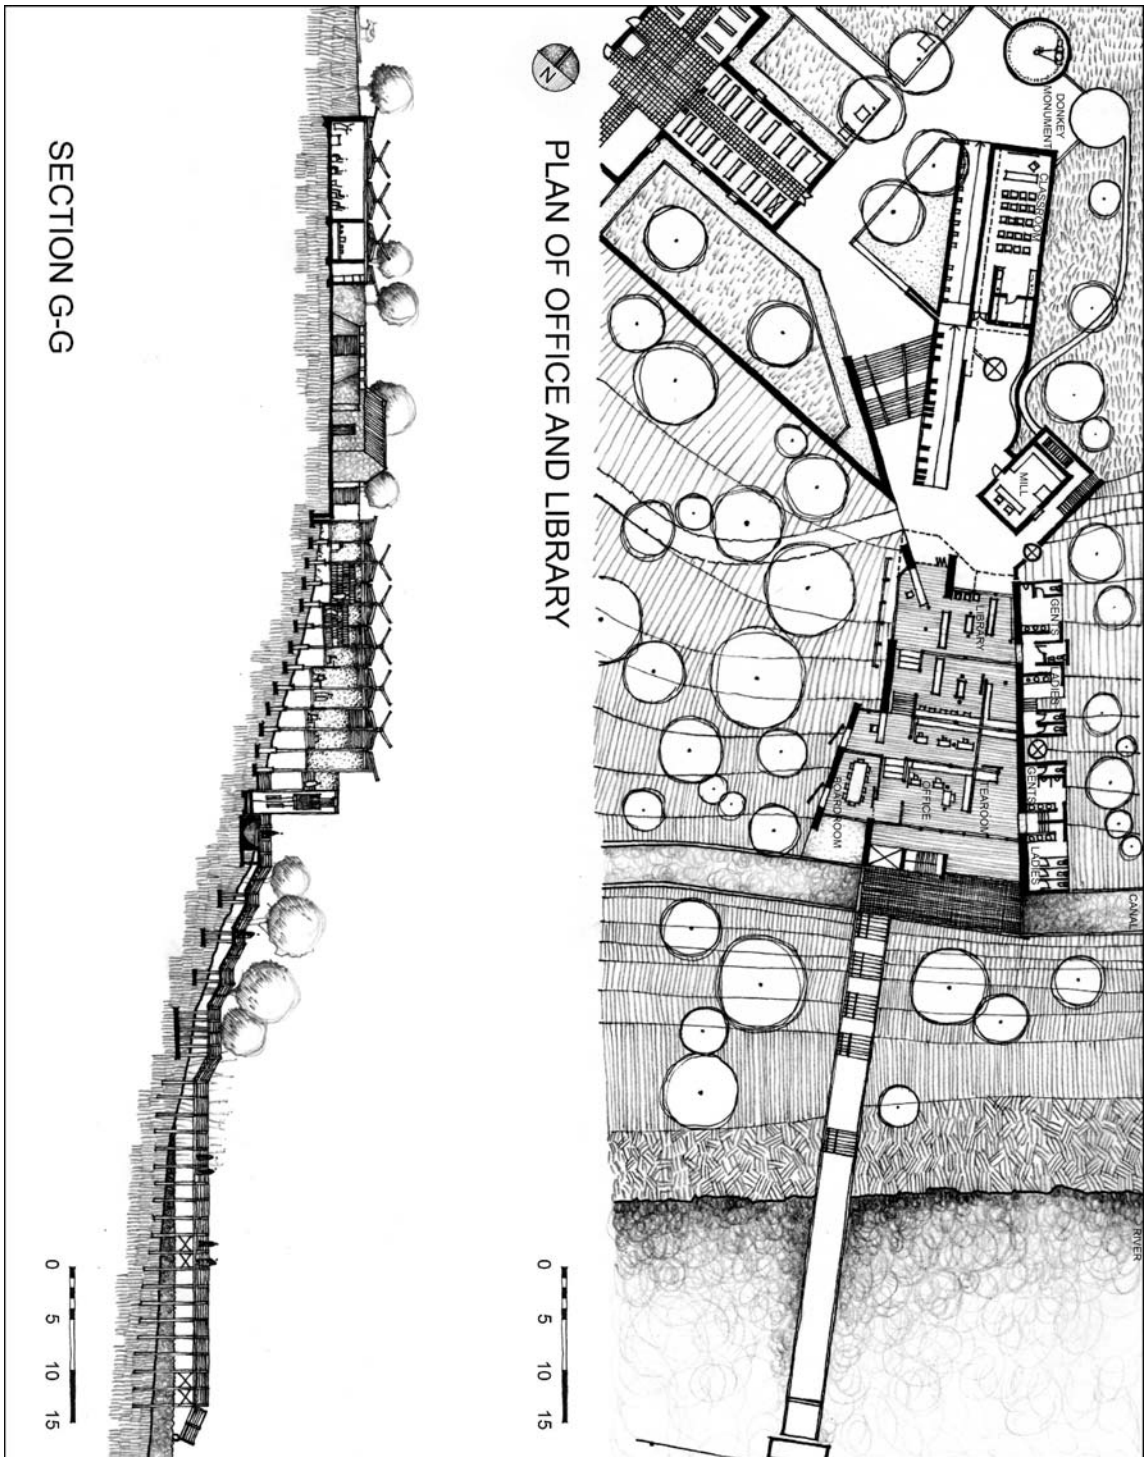 DONKEY
MONUMENT
CLASSROOM
MILL
GENTS
LADIES
LIBRARY
GENTS
LADIES
TEAROOM
OFFICE
BOARDROOM
CANAL
RIVER
N
PLAN OF OFFICE AND LIBRARY
0 5 10 15
SECTION G-G
0 5 10 15